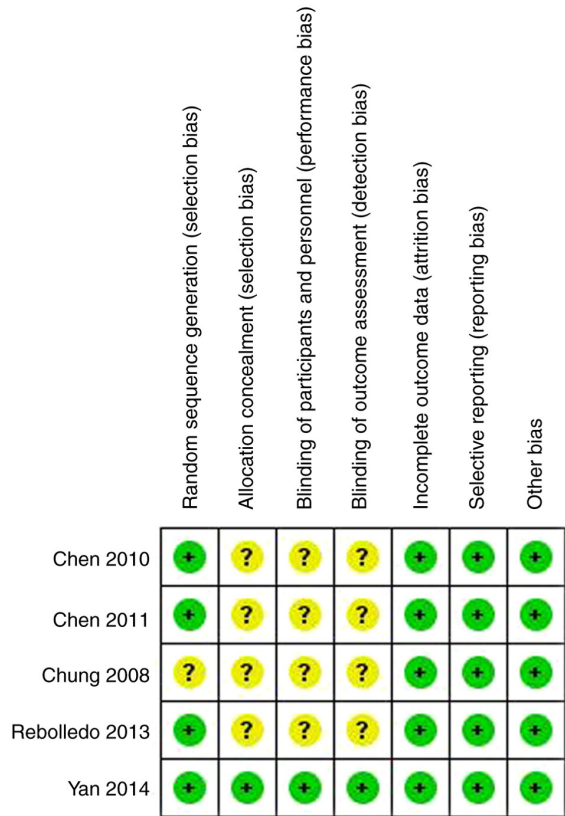 Random sequence generation (selection bias)
Allocation concealment (selection bias)
Blinding of participants and personnel (performance bias)
Blinding of outcome assessment (detection bias)
Incomplete outcome data (attrition bias)
Selective reporting (reporting bias)
Other bias
Chen 2010 + ? ? ? + + +
Chen 2011 + ? ? ? + + +
Chung 2008 ? ? ? ? + + +
Rebolledo 2013 + ? ? ? + + +
Yan 2014 + + + + + + +